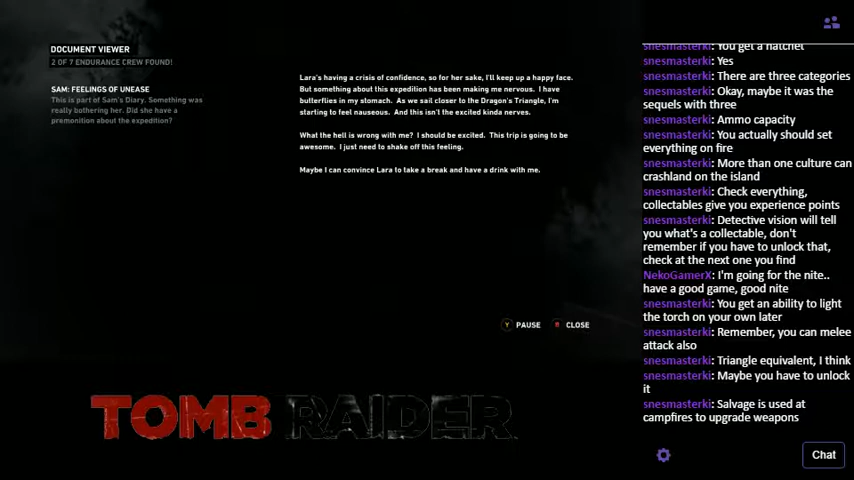 DOCUMENT VIEWER
2 OF 7 ENDURANCE CREW FOUND!
SAM: FEELINGS OF UNEASE
This is part of Sam's Diary. Something was
really bothering her. Did she have a
premonition about the expedition?
Lara's having a crisis of confidence, so for her sake, I'll keep up a happy face.
But something about this expedition has been making me nervous. I have
butterflies in my stomach. As we sail closer to the Dragon's Triangle, I'm
starting to feel nauseous. And this isn't the excited kinda nerves.
What the hell is wrong with me? I should be excited. This trip is going to be
awesome. I just need to shake off this feeling.
Maybe I can convince Lara to take a break and have a drink with me.
Y PAUSE
B CLOSE
TOMB RAIDER
snesmasterki: You get a hatchet
snesmasterki: Yes
snesmasterki: There are three categories
snesmasterki: Okay, maybe it was the
sequels with three
snesmasterki: Ammo capacity
snesmasterki: You actually should set
everything on fire
snesmasterki: More than one culture can
crashland on the island
snesmasterki: Check everything,
collectables give you experience points
snesmasterki: Detective vision will tell
you what's a collectable, don't
remember if you have to unlock that,
check at the next one you find
NekoGamerX: I'm going for the nite..
have a good game, good nite
snesmasterki: You get an ability to light
the torch on your own later
snesmasterki: Remember, you can melee
attack also
snesmasterki: Triangle equivalent, I think
snesmasterki: Maybe you have to unlock
it
snesmasterki: Salvage is used at
campfires to upgrade weapons
Chat